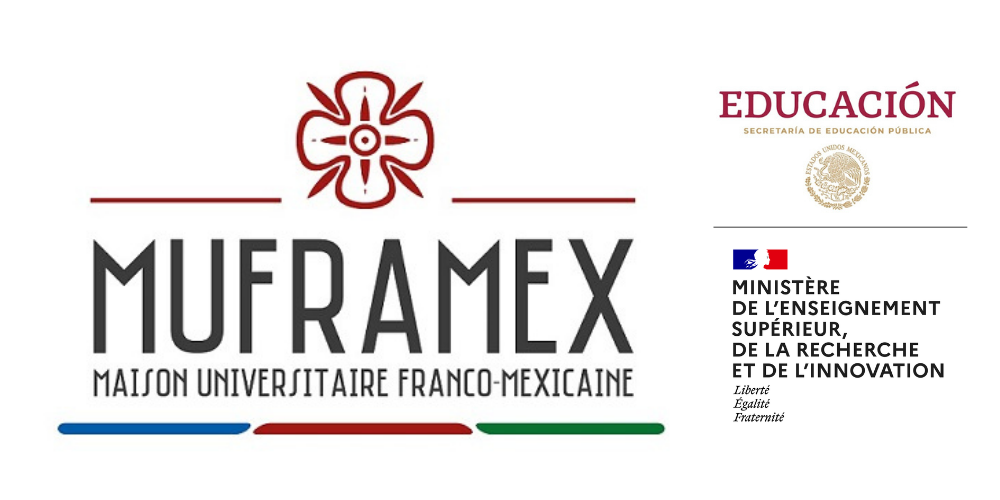 MUFRAMEX
MAISON UNIVERSITAIRE FRANCO-MEXICAINE
EDUCACIÓN
SECRETARÍA DE EDUCACIÓN PÚBLICA
ESTADOS UNIDOS MEXICANOS
MINISTÈRE
DE L'ENSEIGNEMENT
SUPÉRIEUR,
DE LA RECHERCHE
ET DE L'INNOVATION
Liberté
Égalité
Fraternité